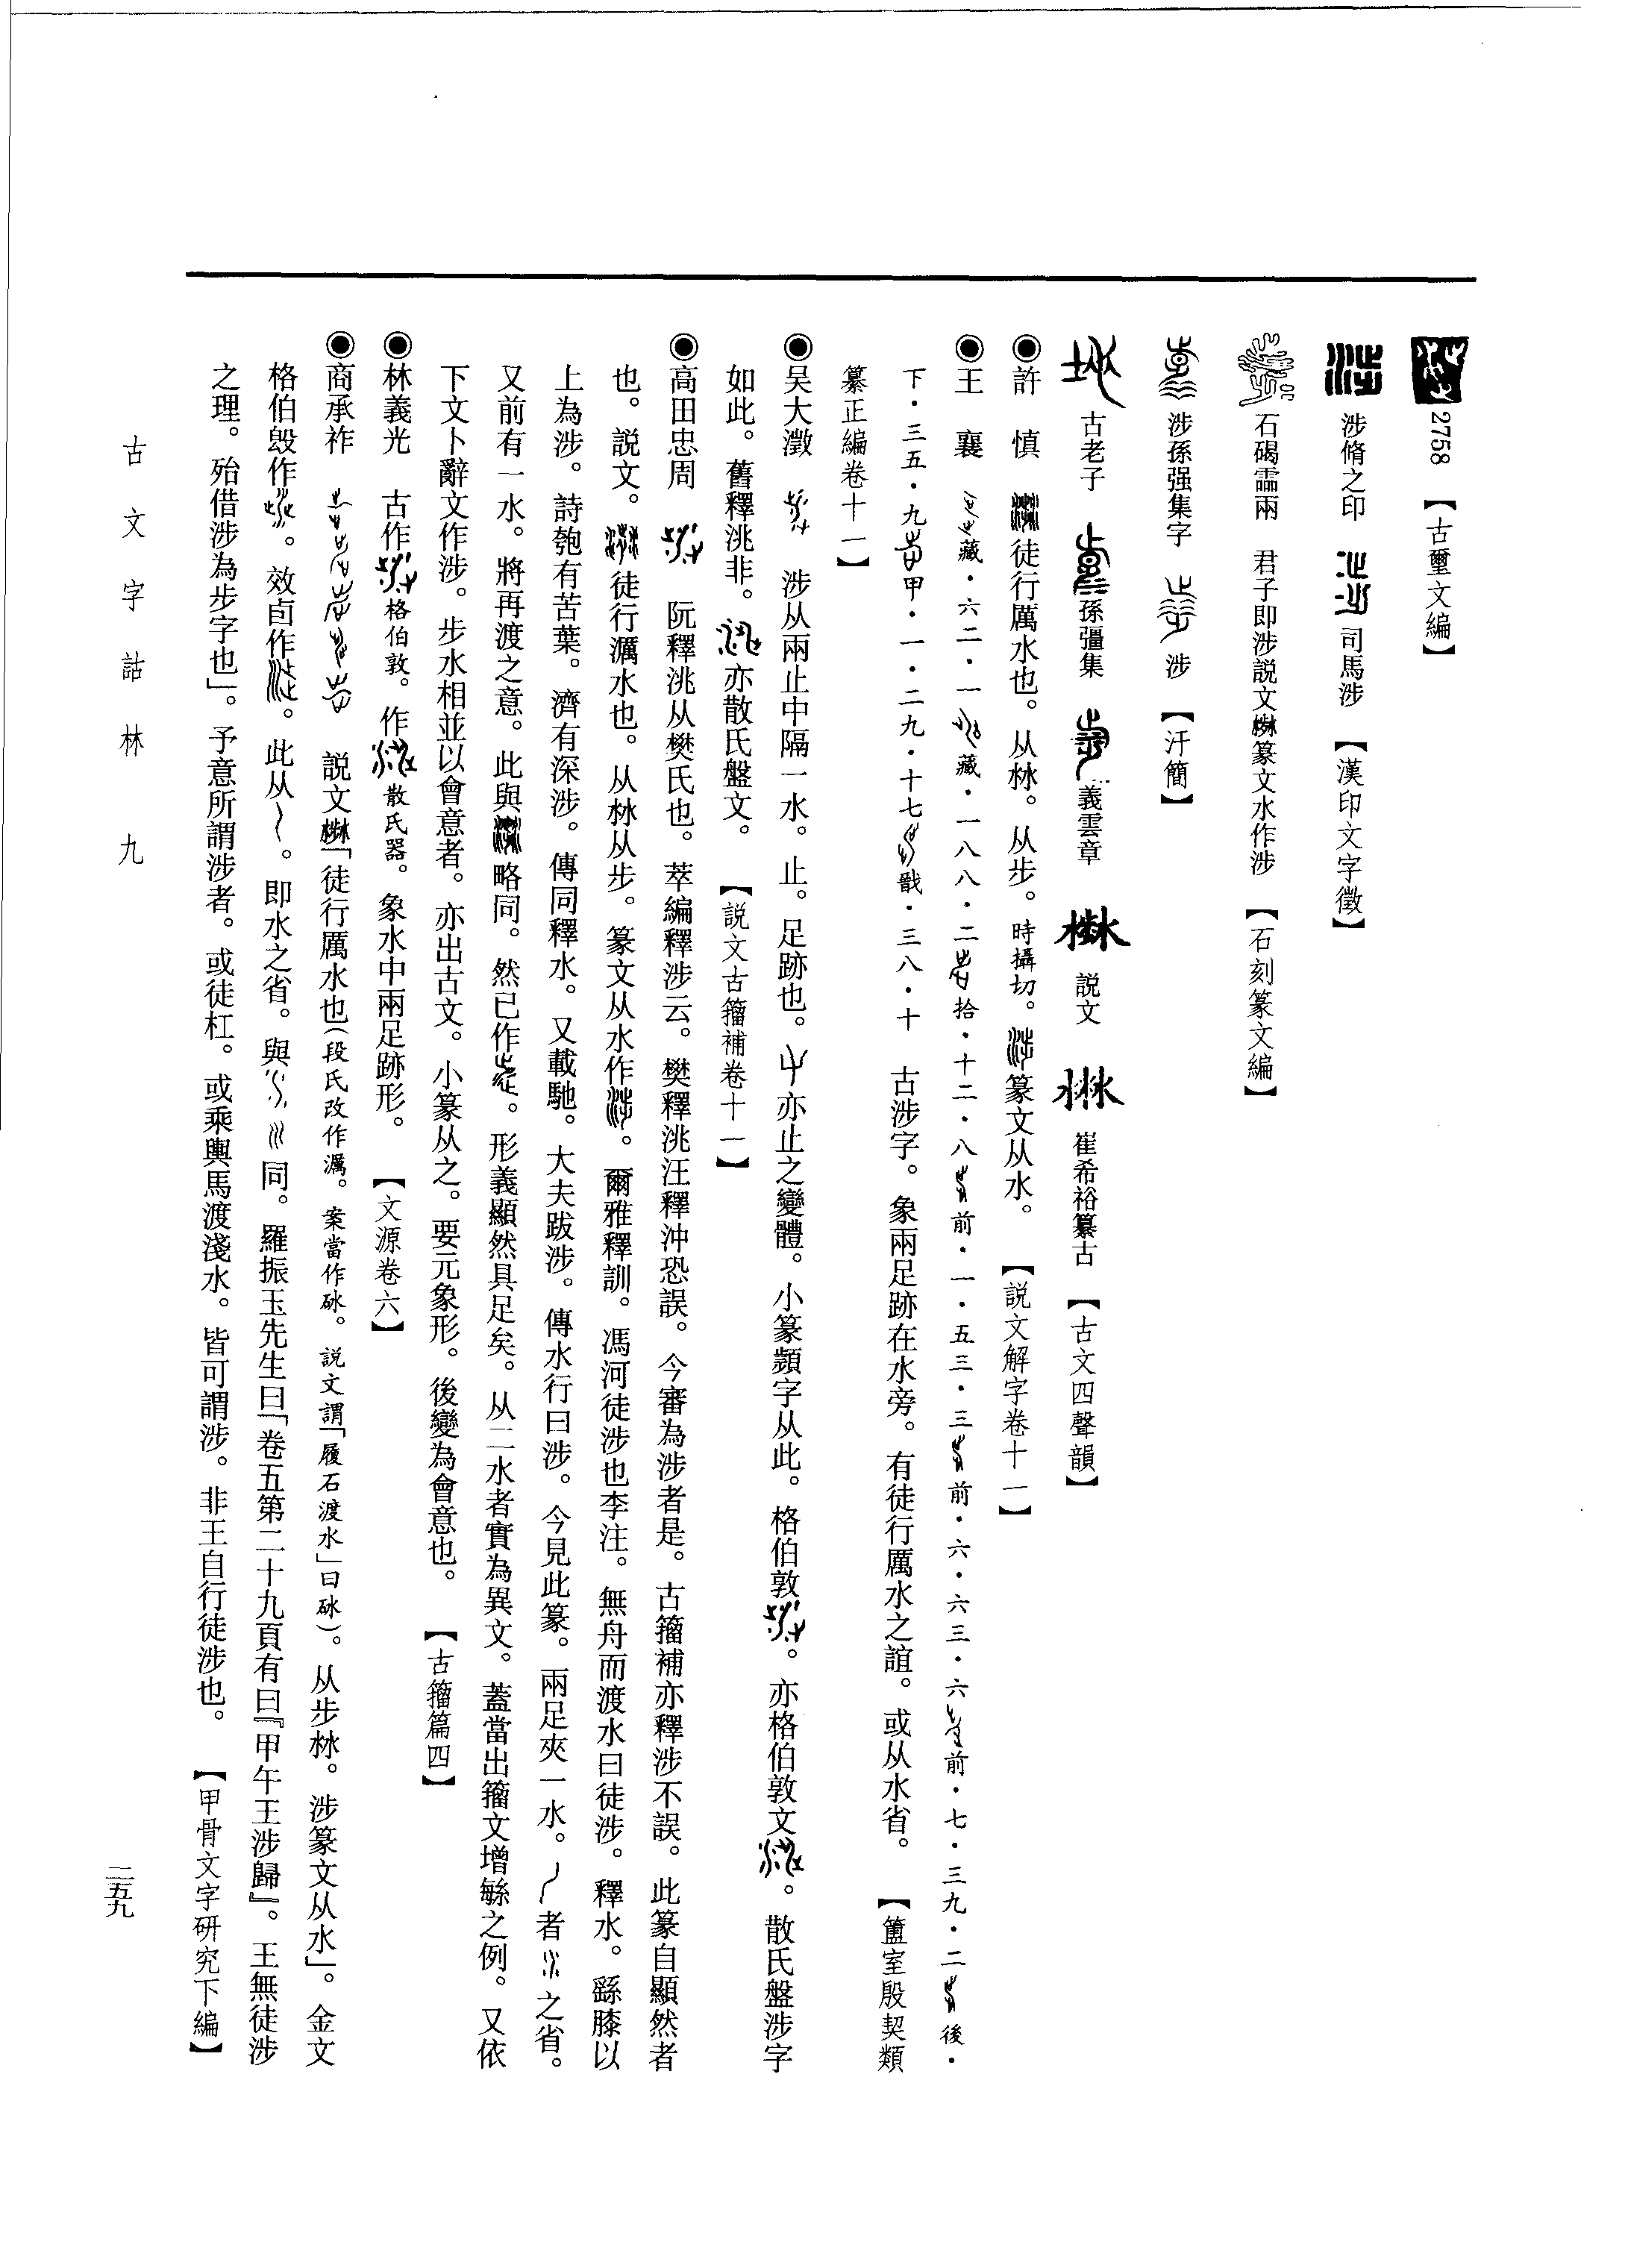 2758 【古璽文編】
涉脩之印 司馬涉 【漢印文字徵】
石碣霝雨 君子即涉説文篆文水作涉 【石刻篆文編】
涉孫强集字 涉 【汗簡】
古老子 孫彊集 義雲章 説文 崔希裕纂古 【古文四聲韻】
◉許 慎 徒行厲水也。从沝。从步。時攝切。篆文从水。 【説文解字卷十一】
◉王 襄 藏·六二·一 藏·一八八·二 拾·十二·八 前·一·五三·三 前·六·六三·六 前·七·三九·二 後·
下·三五·九 甲·一·二九·十七 戩·三八·十 古涉字。象兩足跡在水旁。有徒行厲水之誼。或从水省。 【簠室殷契類
纂正編卷十一】
◉吴大澂 涉从兩止中隔一水。止。足跡也。亦止之變體。小篆顥字从此。格伯敦。亦格伯敦文。散氏盤涉字
如此。舊釋洮非。亦散氏盤文。 【説文古籀補卷十一】
◉高田忠周 阮釋洮从樊氏也。萃編釋涉云。樊釋洮汪釋沖恐誤。今審為涉者是。古籀補亦釋涉不誤。此篆自顯然者
也。説文。徒行濿水也。从沝从步。篆文从水作。爾雅釋訓。馮河徒涉也李注。無舟而渡水曰徒涉。釋水。繇膝以
上為涉。詩匏有苦葉。濟有深涉。傳同釋水。又載馳。大夫跋涉。傳水行曰涉。今見此篆。兩足夾一水。者之省。
又前有一水。將再渡之意。此與略同。然已作。形義顯然具足矣。从二水者實為異文。蓋當出籀文增緐之例。又依
下文卜辭文作涉。步水相並以會意者。亦出古文。小篆从之。要元象形。後變為會意也。 【古籀篇四】
◉林義光 古作格伯敦。作散氏器。象水中兩足跡形。 【文源卷六】
◉商承祚 説文「徒行厲水也(段氏改作濿。案當作砅。説文謂「履石渡水」曰砅)。从步沝。涉篆文从水」。金文
格伯𣪘作。效卣作。此从。即水之省。與同。羅振玉先生曰「卷五第二十九頁有曰『甲午王涉歸』。王無徒涉
之理。殆借涉為步字也」。予意所謂涉者。或徒杠。或乘輿馬渡淺水。皆可謂涉。非王自行徒涉也。 【甲骨文字研究下編】
古文字詁林 九
二五九